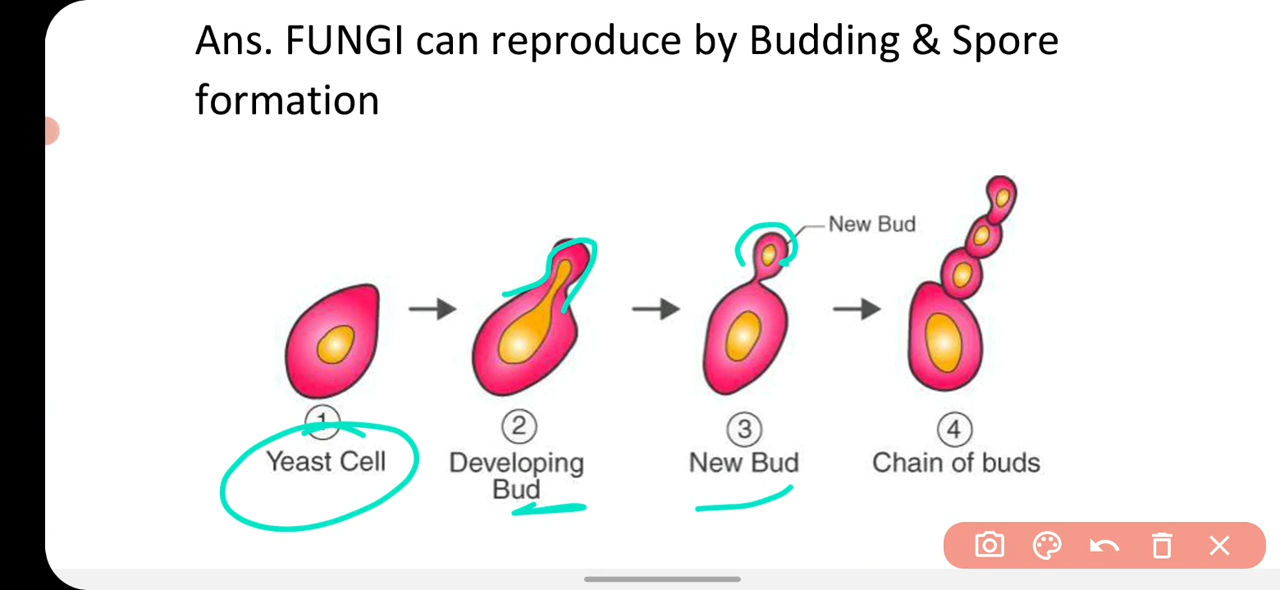 Ans. FUNGI can reproduce by Budding & Spore
formation
New Bud
1
2
3
4
Yeast Cell
Developing
Bud
New Bud
Chain of buds